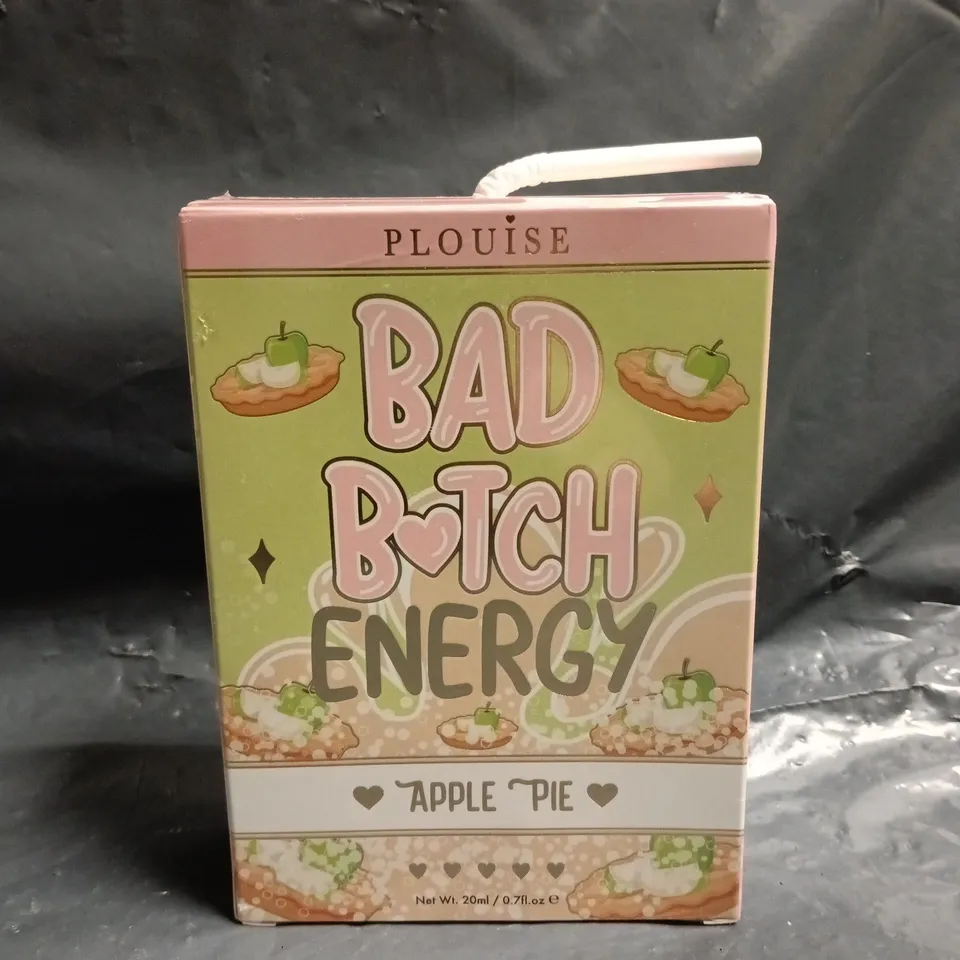 PLOUISE
BAD
B♥TCH
ENERGY
♥ APPLE PIE ♥
Net Wt. 20ml / 0.7fl.oz ℮